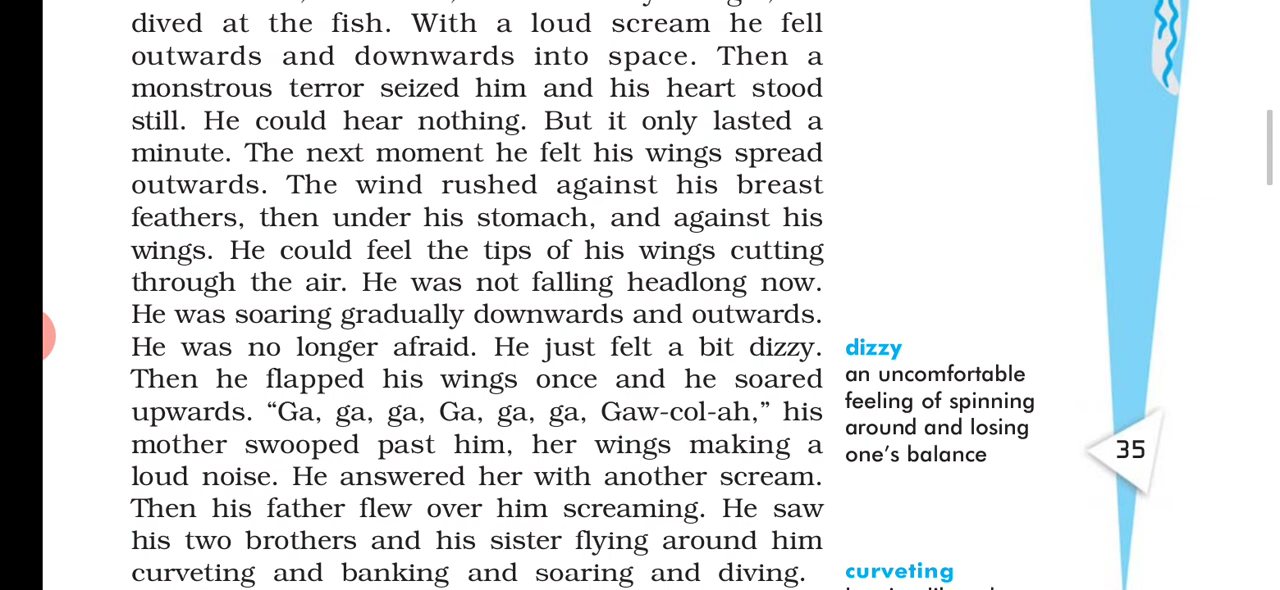 dived at the fish. With a loud scream he fell
outwards and downwards into space. Then a
monstrous terror seized him and his heart stood
still. He could hear nothing. But it only lasted a
minute. The next moment he felt his wings spread
outwards. The wind rushed against his breast
feathers, then under his stomach, and against his
wings. He could feel the tips of his wings cutting
through the air. He was not falling headlong now.
He was soaring gradually downwards and outwards.
He was no longer afraid. He just felt a bit dizzy.
Then he flapped his wings once and he soared
upwards. “Ga, ga, ga, Ga, ga, ga, Gaw-col-ah,” his
mother swooped past him, her wings making a
loud noise. He answered her with another scream.
Then his father flew over him screaming. He saw
his two brothers and his sister flying around him
curveting and banking and soaring and diving.
dizzy
an uncomfortable
feeling of spinning
around and losing
one’s balance
35
curveting